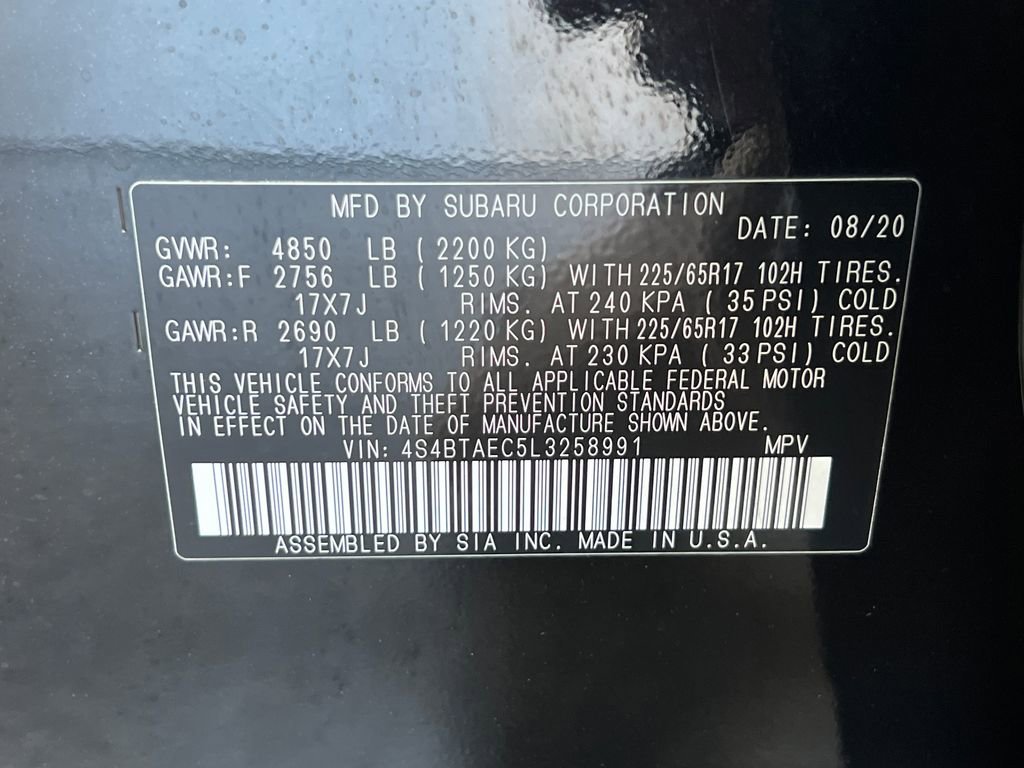 MFD BY SUBARU CORPORATION
DATE: 08/20
GVWR: 4850 LB ( 2200 KG)
GAWR:F 2756 LB ( 1250 KG) WITH 225/65R17 102H TIRES.
17X7J RIMS. AT 240 KPA ( 35 PSI) COLD
GAWR:R 2690 LB ( 1220 KG) WITH 225/65R17 102H TIRES.
17X7J RIMS. AT 230 KPA ( 33 PSI) COLD
THIS VEHICLE CONFORMS TO ALL APPLICABLE FEDERAL MOTOR
VEHICLE SAFETY AND THEFT PREVENTION STANDARDS
IN EFFECT ON THE DATE OF MANUFACTURE SHOWN ABOVE.
VIN: 4S4BTAEC5L3258991 MPV
ASSEMBLED BY SIA INC. MADE IN U.S.A.